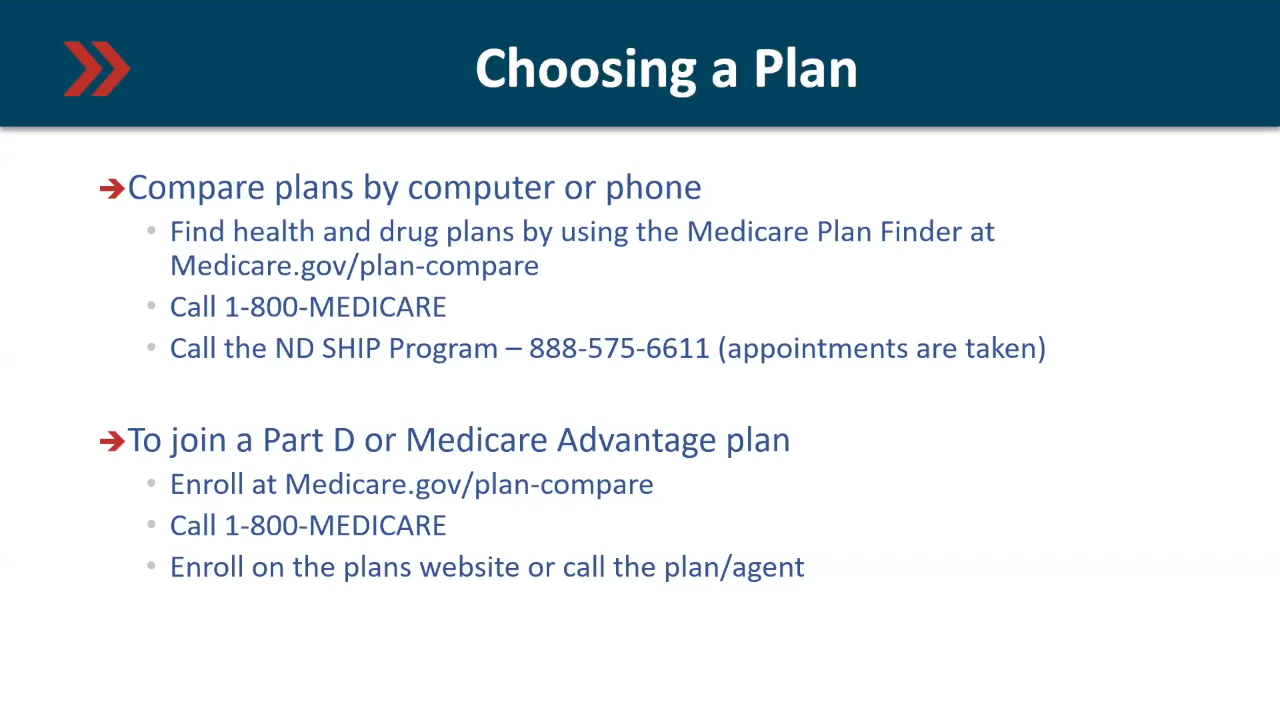 Choosing a Plan
➔Compare plans by computer or phone
• Find health and drug plans by using the Medicare Plan Finder at
Medicare.gov/plan-compare
• Call 1-800-MEDICARE
• Call the ND SHIP Program – 888-575-6611 (appointments are taken)
➔To join a Part D or Medicare Advantage plan
• Enroll at Medicare.gov/plan-compare
• Call 1-800-MEDICARE
• Enroll on the plans website or call the plan/agent